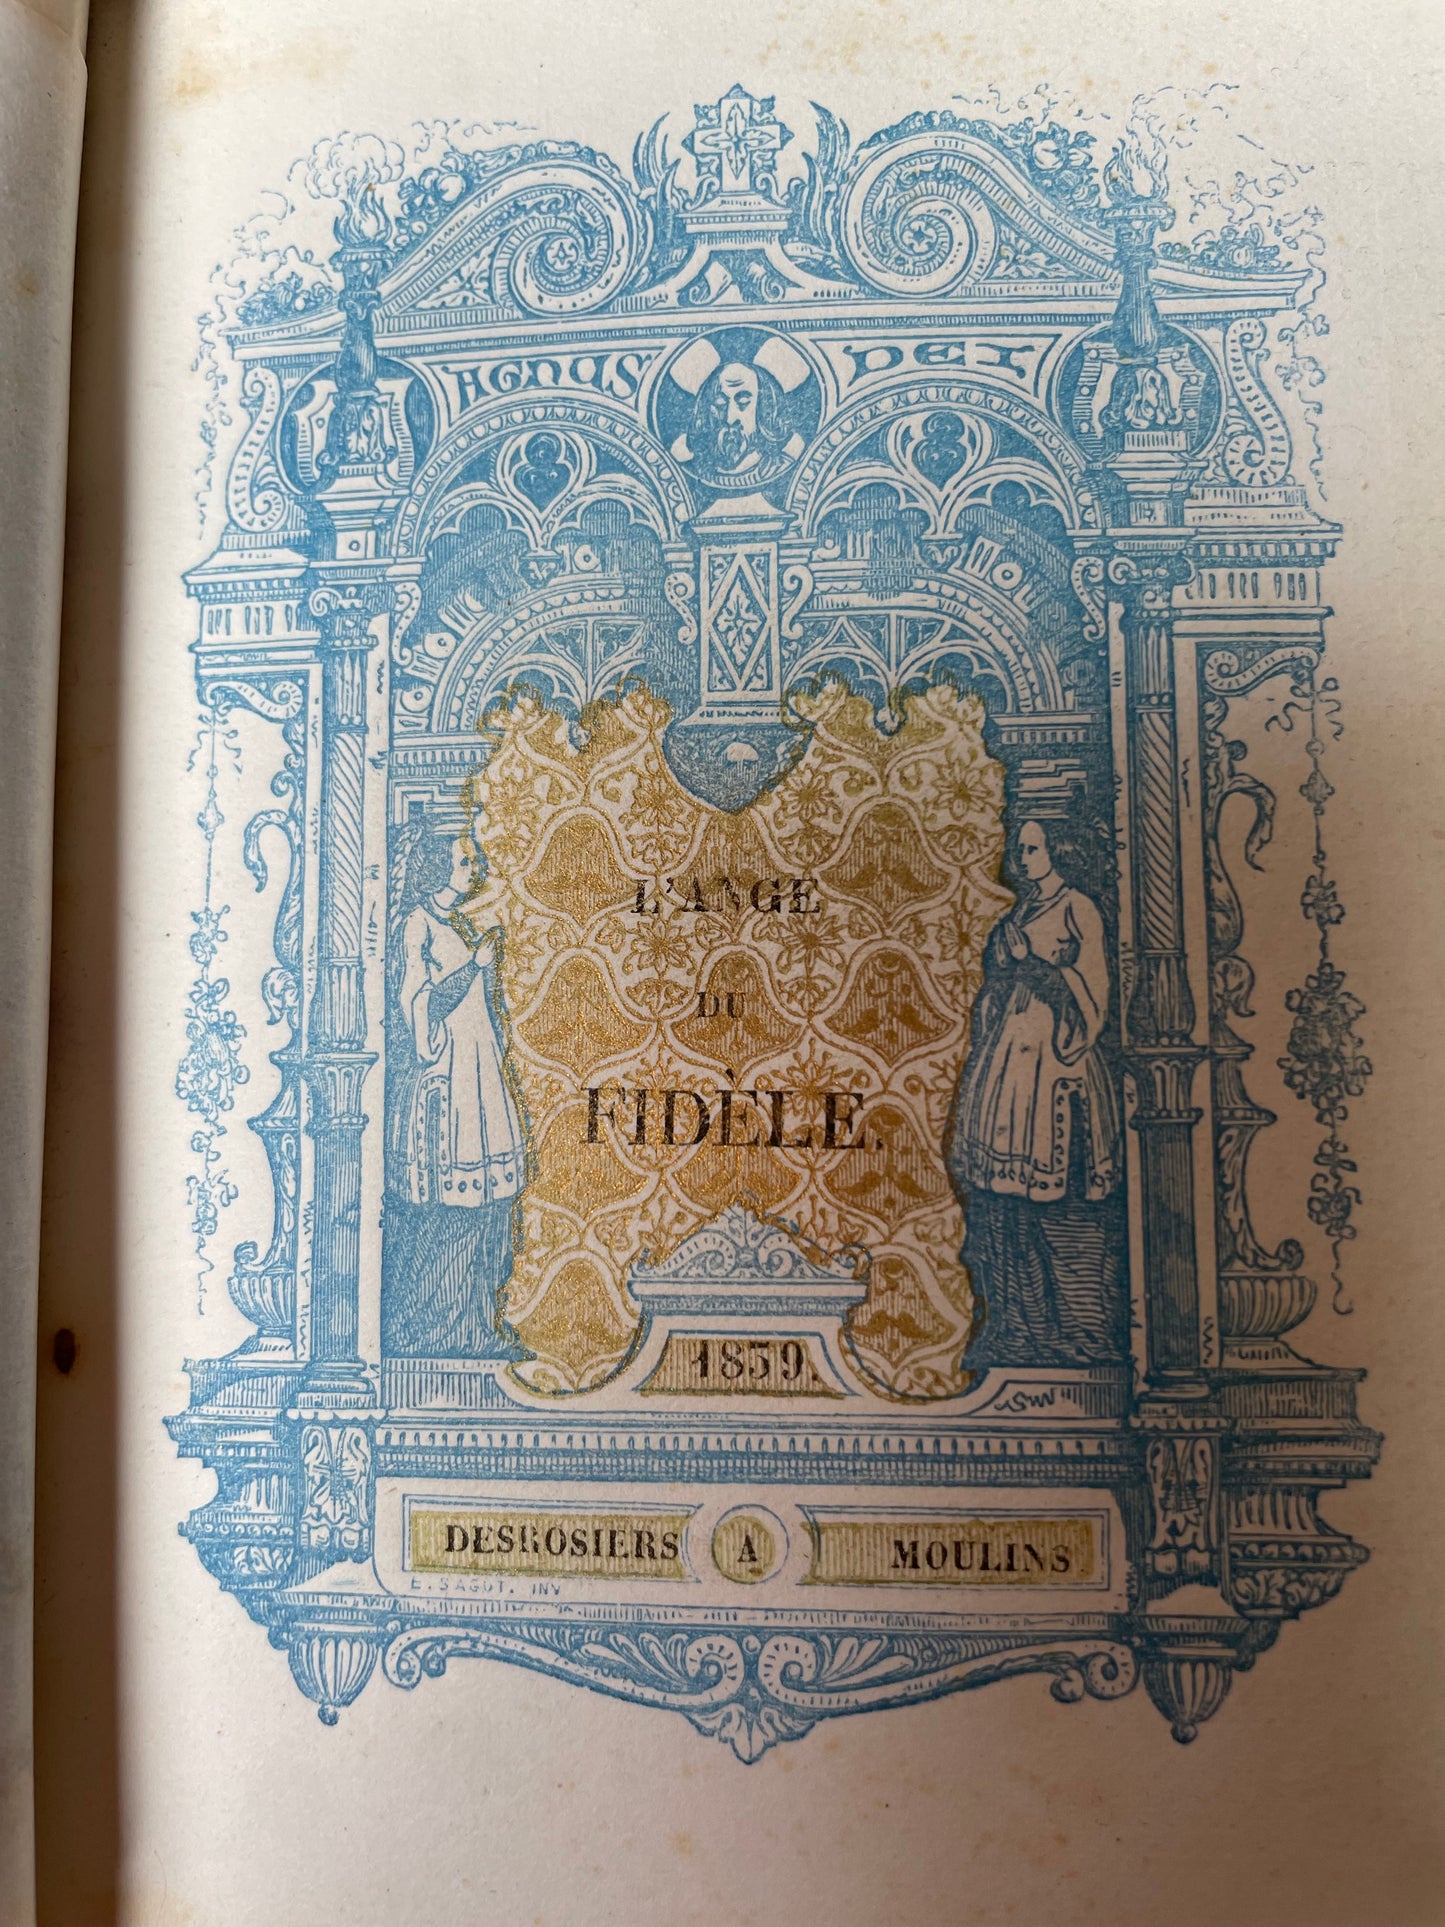 AGNUS DEI
L'ANGE
DU
FIDÈLE.
1859.
DESROSIERS A MOULINS
E. SAGOT. INV